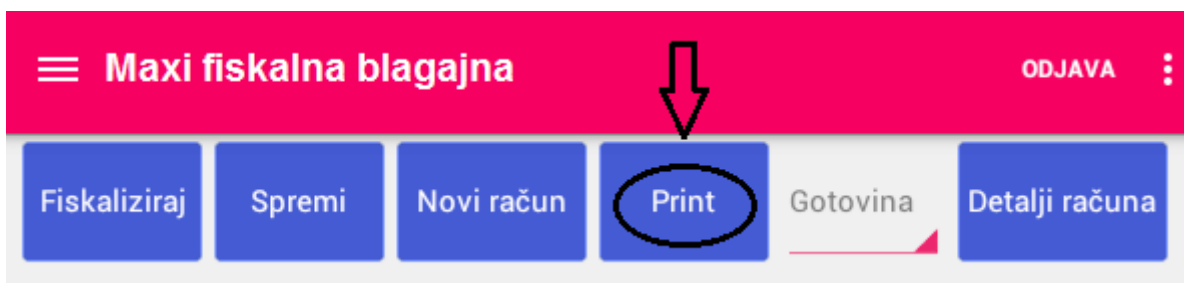 Maxi fiskalna blagajna ODJAVA
Fiskaliziraj Spremi Novi račun Print Gotovina Detalji računa